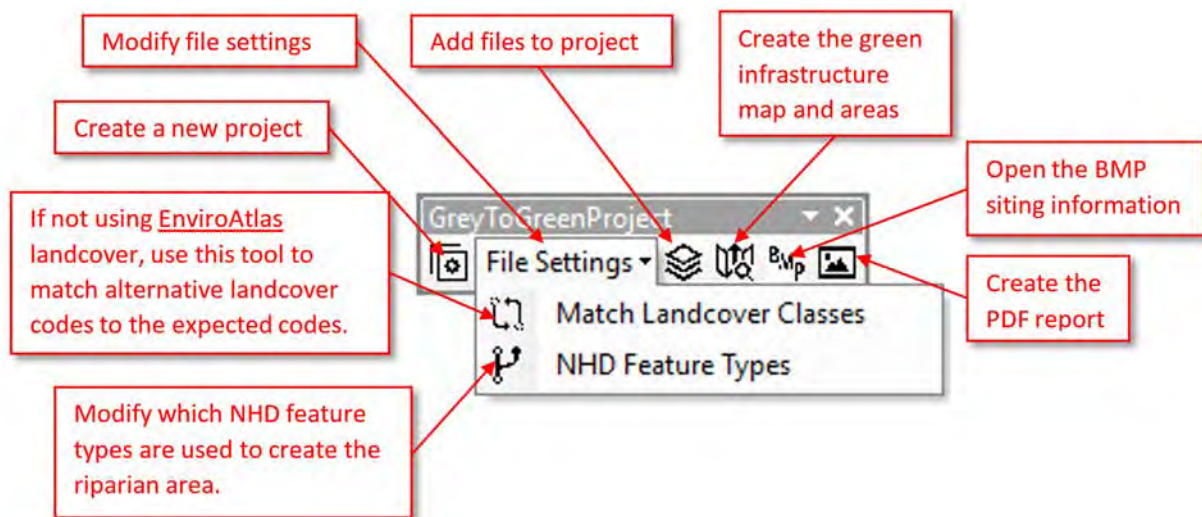 Modify file settings
Add files to project
Create the green
infrastructure
map and areas
Create a new project
Open the BMP
siting information
If not using EnviroAtlas
landcover, use this tool to
match alternative landcover
codes to the expected codes.
GreyToGreenProject
File Settings
BMP
Match Landcover Classes
NHD Feature Types
Create the
PDF report
Modify which NHD feature
types are used to create the
riparian area.